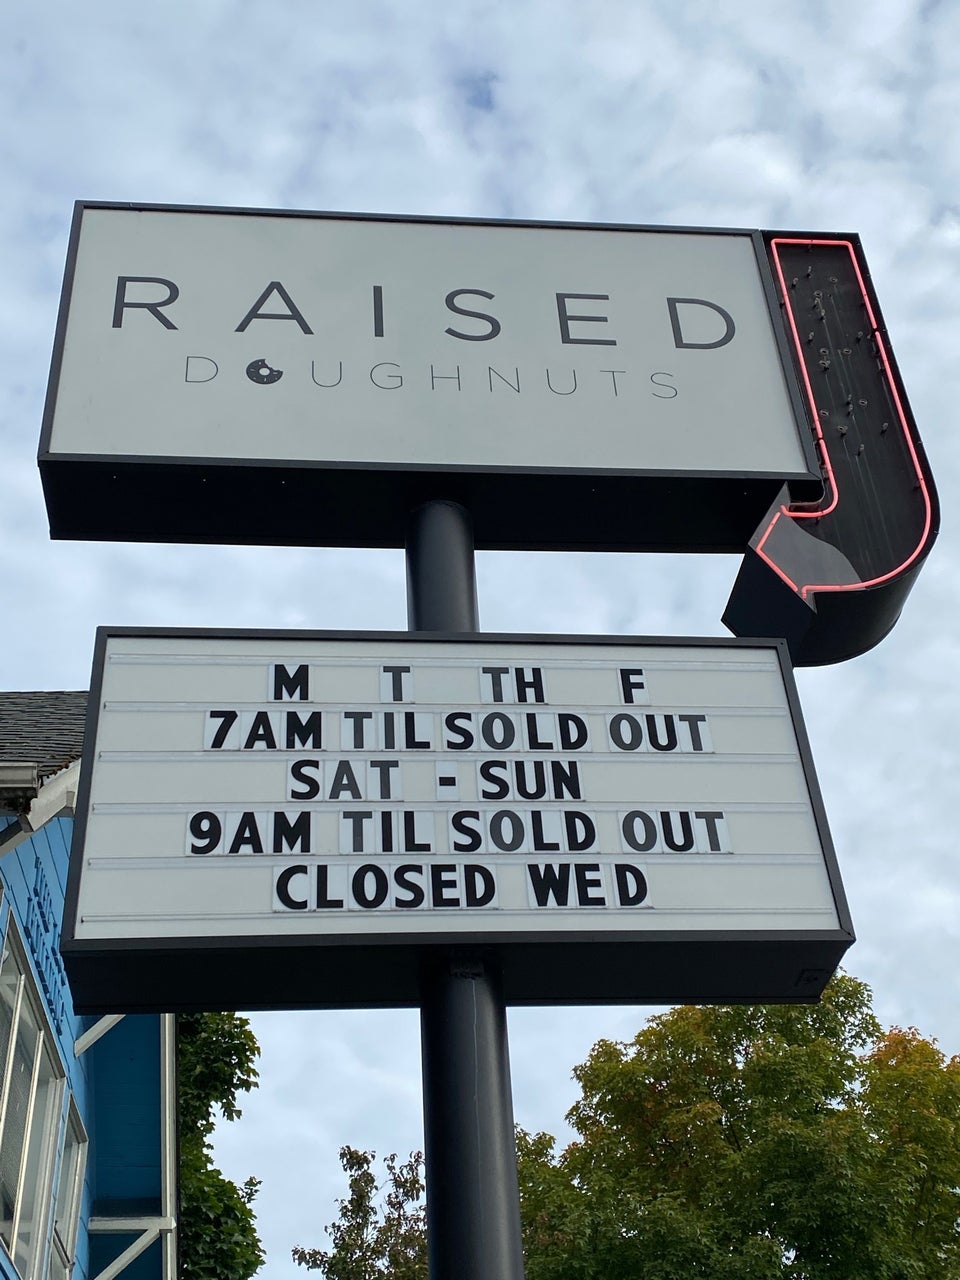 RAISED
DOUGHNUTS
M T TH F
7AM TIL SOLD OUT
SAT - SUN
9AM TIL SOLD OUT
CLOSED WED